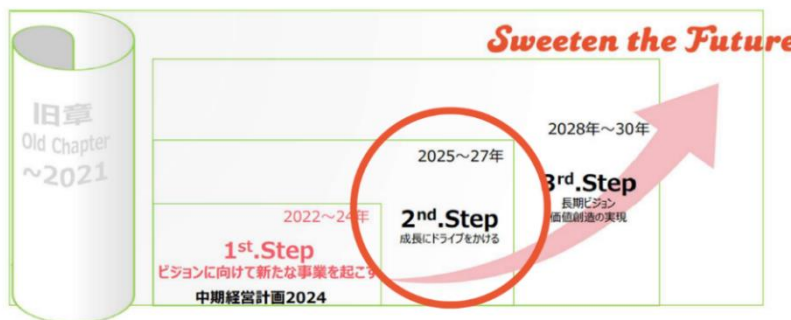 Sweeten the Future
旧章
Old Chapter
～2021
2022～24年
1st.Step
ビジョンに向けて新たな事業を起こす
中期経営計画2024
2025～27年
2nd.Step
成長にドライブをかける
2028年～30年
3rd.Step
長期ビジョン
価値創造の実現